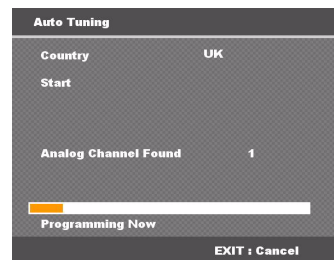 Auto Tuning
Country UK
Start
Analog Channel Found 1
Programming Now
EXIT : Cancel